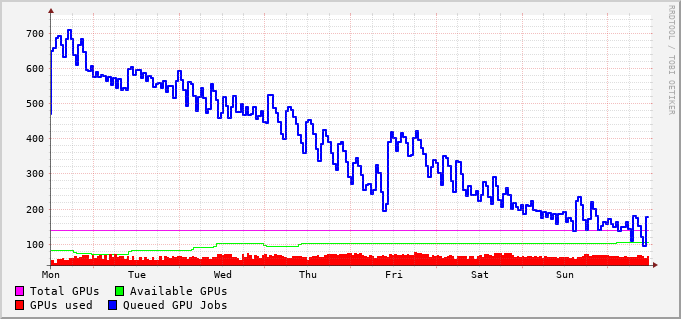 700
600
500
400
300
200
100
Mon Tue Wed Thu Fri Sat Sun
Total GPUs Available GPUs
GPUs used Queued GPU Jobs
RRDTOOL / TOBI OETIKER